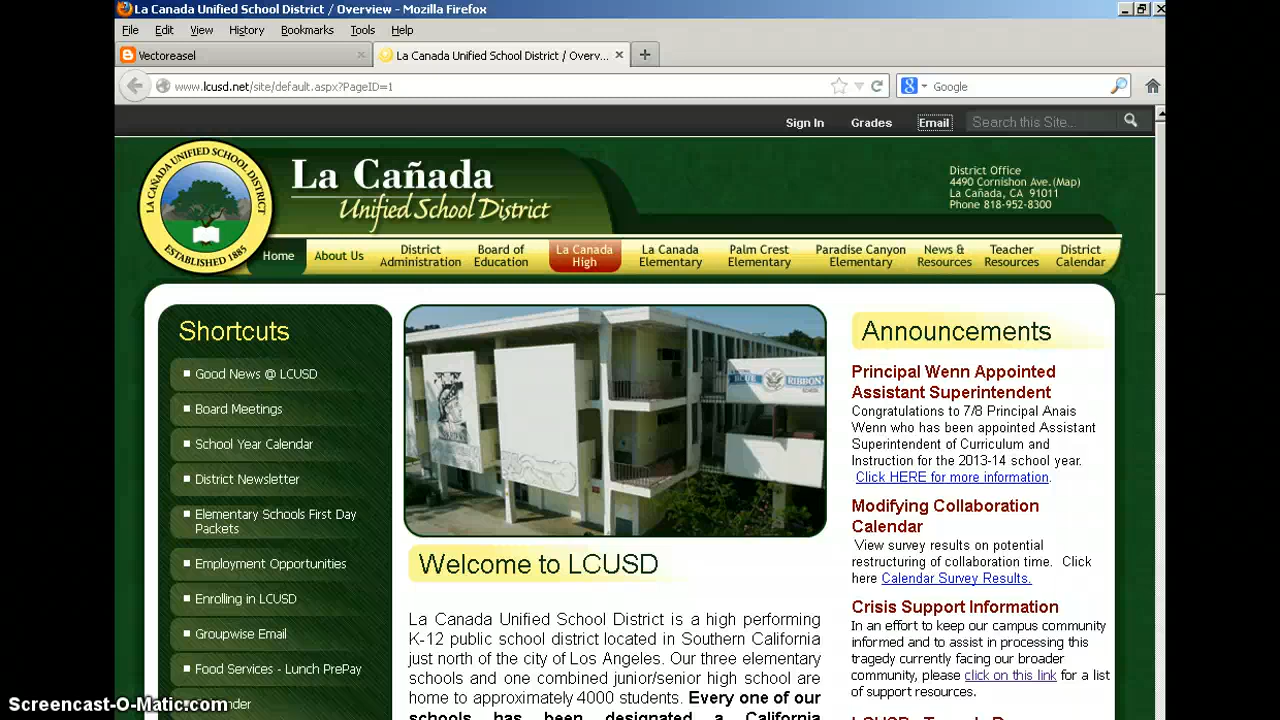 La Canada Unified School District / Overview - Mozilla Firefox
File Edit View History Bookmarks Tools Help
Vectoreasel
La Canada Unified School District / Overv...
www.lcusd.net/site/default.aspx?PageID=1
Google
Sign In Grades Email Search this Site...
LA CAÑADA UNIFIED SCHOOL DISTRICT
ESTABLISHED 1885
La Cañada
Unified School District
District Office
4490 Cornishon Ave.(Map)
La Cañada, CA 91011
Phone 818-952-8300
Home
About Us
District
Administration
Board of
Education
La Canada
High
La Canada
Elementary
Palm Crest
Elementary
Paradise Canyon
Elementary
News &
Resources
Teacher
Resources
District
Calendar
Shortcuts
Good News @ LCUSD
Board Meetings
School Year Calendar
District Newsletter
Elementary Schools First Day
Packets
Employment Opportunities
Enrolling in LCUSD
Groupwise Email
Food Services - Lunch PrePay
BLUE RIBBON
Welcome to LCUSD
La Canada Unified School District is a high performing
K-12 public school district located in Southern California
just north of the city of Los Angeles. Our three elementary
schools and one combined junior/senior high school are
home to approximately 4000 students. Every one of our
schools has been designated a California
Announcements
Principal Wenn Appointed
Assistant Superintendent
Congratulations to 7/8 Principal Anais
Wenn who has been appointed Assistant
Superintendent of Curriculum and
Instruction for the 2013-14 school year.
Click HERE for more information.
Modifying Collaboration
Calendar
View survey results on potential
restructuring of collaboration time. Click
here Calendar Survey Results.
Crisis Support Information
In an effort to keep our campus community
informed and to assist in processing this
tragedy currently facing our broader
community, please click on this link for a list
of support resources.
Screencast-O-Matic.com